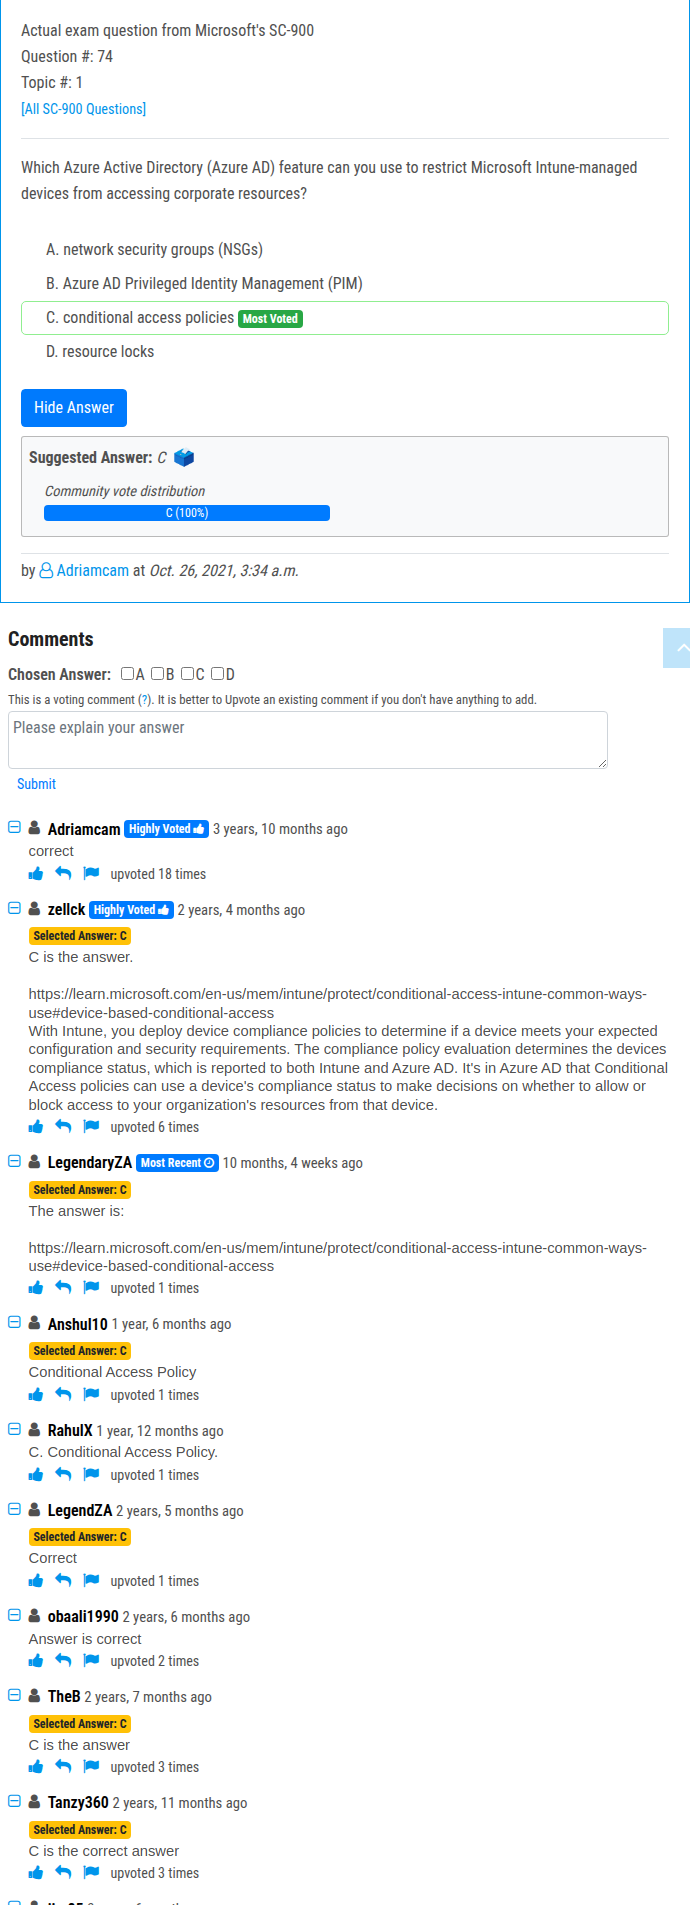 Actual exam question from Microsoft's SC-900
Question #: 74
Topic #: 1
[All SC-900 Questions]
Which Azure Active Directory (Azure AD) feature can you use to restrict Microsoft Intune-managed
devices from accessing corporate resources?
A. network security groups (NSGs)
B. Azure AD Privileged Identity Management (PIM)
C. conditional access policies Most Voted
D. resource locks
Hide Answer
Suggested Answer: C
Community vote distribution
C (100%)
by Adriamcam at Oct. 26, 2021, 3:34 a.m.
Comments
Chosen Answer: A B C D
This is a voting comment (?). It is better to Upvote an existing comment if you don't have anything to add.
Please explain your answer
Submit
Adriamcam Highly Voted 3 years, 10 months ago
correct
upvoted 18 times
zellck Highly Voted 2 years, 4 months ago
Selected Answer: C
C is the answer.
https://learn.microsoft.com/en-us/mem/intune/protect/conditional-access-intune-common-ways-
use#device-based-conditional-access
With Intune, you deploy device compliance policies to determine if a device meets your expected
configuration and security requirements. The compliance policy evaluation determines the devices
compliance status, which is reported to both Intune and Azure AD. It's in Azure AD that Conditional
Access policies can use a device's compliance status to make decisions on whether to allow or
block access to your organization's resources from that device.
upvoted 6 times
LegendaryZA Most Recent 10 months, 4 weeks ago
Selected Answer: C
The answer is:
https://learn.microsoft.com/en-us/mem/intune/protect/conditional-access-intune-common-ways-
use#device-based-conditional-access
upvoted 1 times
Anshul10 1 year, 6 months ago
Selected Answer: C
Conditional Access Policy
upvoted 1 times
RahulX 1 year, 12 months ago
C. Conditional Access Policy.
upvoted 1 times
LegendZA 2 years, 5 months ago
Selected Answer: C
Correct
upvoted 1 times
obaali1990 2 years, 6 months ago
Answer is correct
upvoted 2 times
TheB 2 years, 7 months ago
Selected Answer: C
C is the answer
upvoted 3 times
Tanzy360 2 years, 11 months ago
Selected Answer: C
C is the correct answer
upvoted 3 times